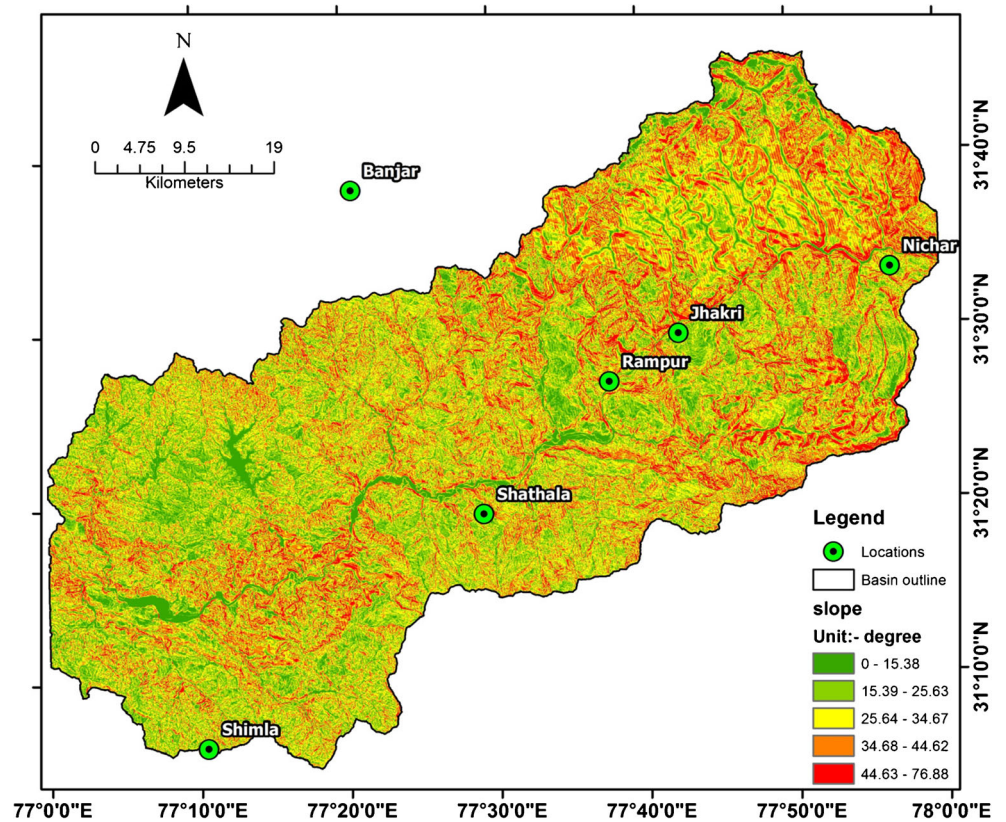 N
0 4.75 9.5 19
Kilometers
Banjar
Nichar
Jhakri
Rampur
Shathala
Shimla
31°40'0"N
31°30'0"N
31°20'0"N
31°10'0"N
Legend
Locations
Basin outline
slope
Unit:- degree
0 - 15.38
15.39 - 25.63
25.64 - 34.67
34.68 - 44.62
44.63 - 76.88
77°0'0"E 77°10'0"E 77°20'0"E 77°30'0"E 77°40'0"E 77°50'0"E 78°0'0"E